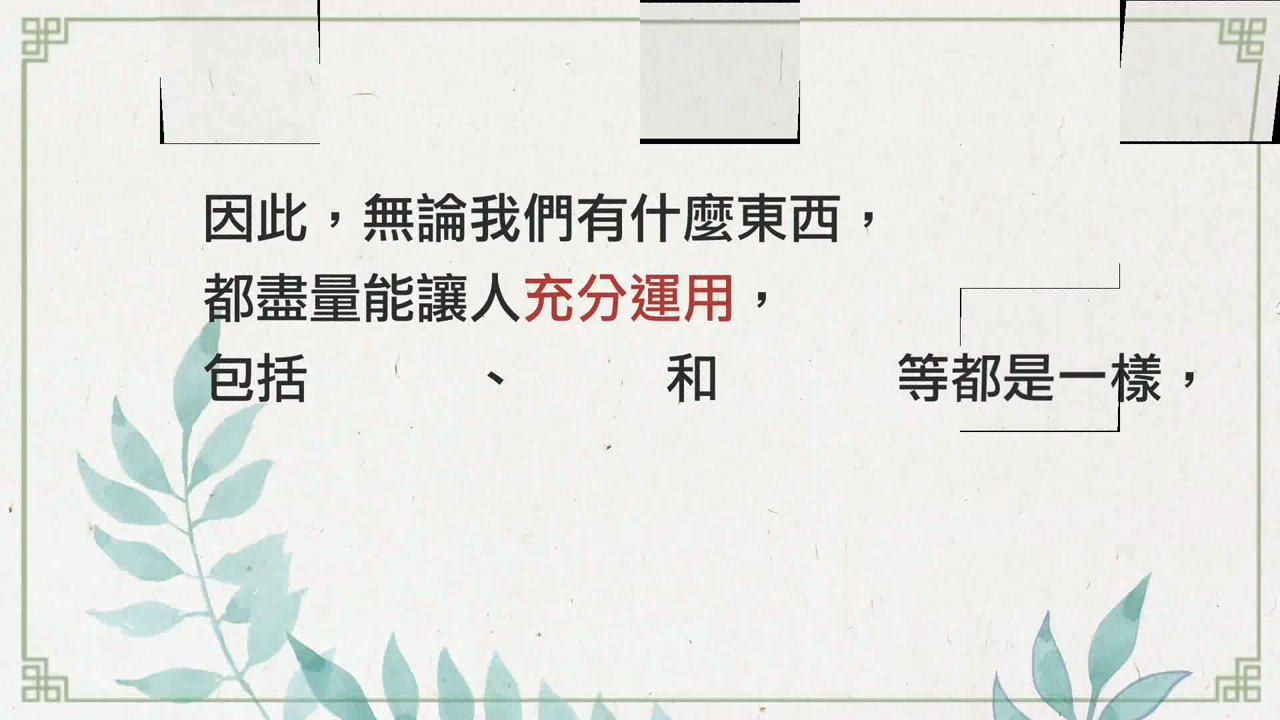 因此，無論我們有什麼東西，
都盡量能讓人充分運用，
包括　　　、　　　和　　　等都是一樣，